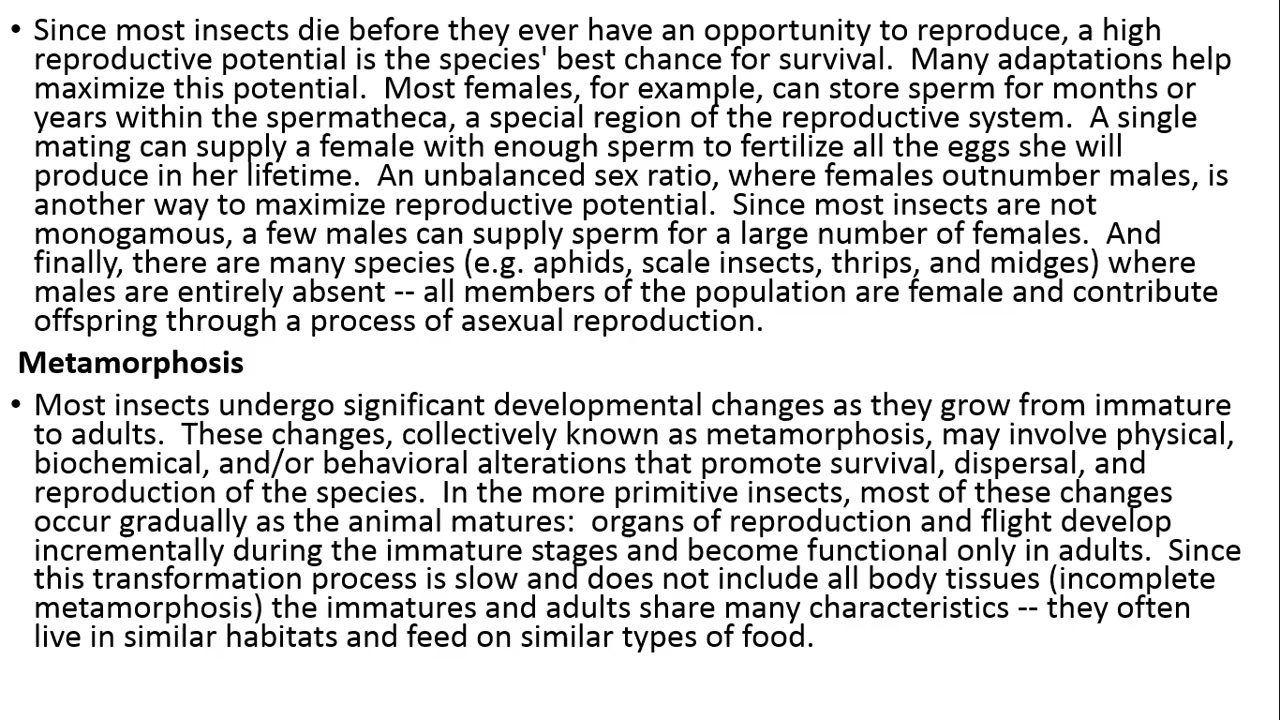 • Since most insects die before they ever have an opportunity to reproduce, a high
reproductive potential is the species' best chance for survival.  Many adaptations help
maximize this potential.  Most females, for example, can store sperm for months or
years within the spermatheca, a special region of the reproductive system.  A single
mating can supply a female with enough sperm to fertilize all the eggs she will
produce in her lifetime.  An unbalanced sex ratio, where females outnumber males, is
another way to maximize reproductive potential.  Since most insects are not
monogamous, a few males can supply sperm for a large number of females.  And
finally, there are many species (e.g. aphids, scale insects, thrips, and midges) where
males are entirely absent -- all members of the population are female and contribute
offspring through a process of asexual reproduction.
Metamorphosis
• Most insects undergo significant developmental changes as they grow from immature
to adults.  These changes, collectively known as metamorphosis, may involve physical,
biochemical, and/or behavioral alterations that promote survival, dispersal, and
reproduction of the species.  In the more primitive insects, most of these changes
occur gradually as the animal matures:  organs of reproduction and flight develop
incrementally during the immature stages and become functional only in adults.  Since
this transformation process is slow and does not include all body tissues (incomplete
metamorphosis) the immatures and adults share many characteristics -- they often
live in similar habitats and feed on similar types of food.